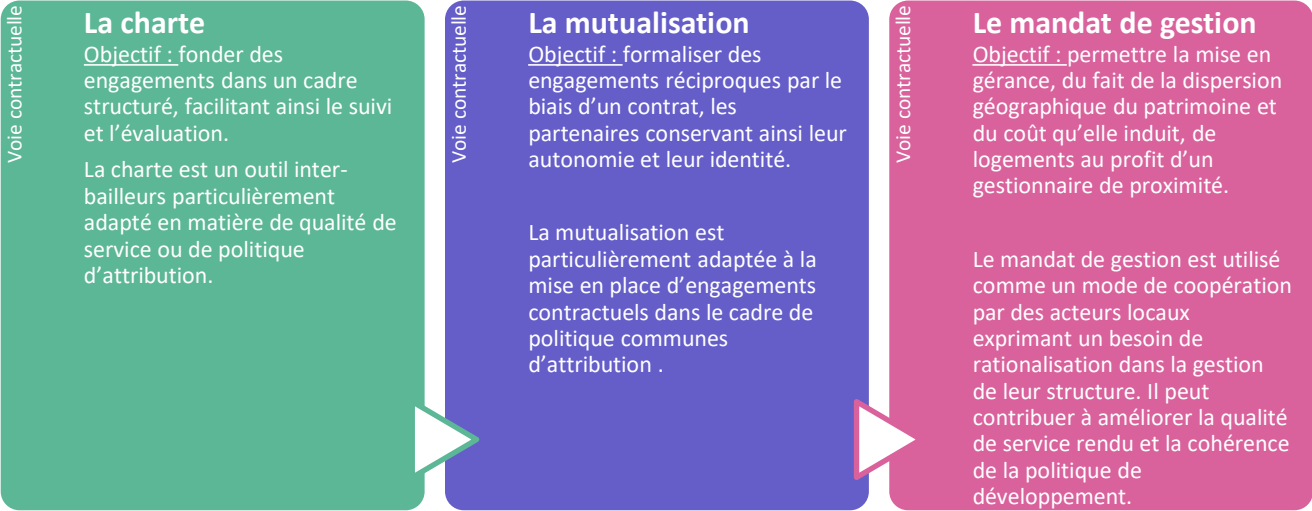 Voie contractuelle
La charte
Objectif : fonder des
engagements dans un cadre
structuré, facilitant ainsi le suivi
et l’évaluation.
La charte est un outil inter-
bailleurs particulièrement
adapté en matière de qualité de
service ou de politique
d’attribution.
Voie contractuelle
La mutualisation
Objectif : formaliser des
engagements réciproques par le
biais d’un contrat, les
partenaires conservant ainsi leur
autonomie et leur identité.
La mutualisation est
particulièrement adaptée à la
mise en place d’engagements
contractuels dans le cadre de
politique communes
d’attribution .
Voie contractuelle
Le mandat de gestion
Objectif : permettre la mise en
gérance, du fait de la dispersion
géographique du patrimoine et
du coût qu’elle induit, de
logements au profit d’un
gestionnaire de proximité.
Le mandat de gestion est utilisé
comme un mode de coopération
par des acteurs locaux
exprimant un besoin de
rationalisation dans la gestion
de leur structure. Il peut
contribuer à améliorer la qualité
de service rendu et la cohérence
de la politique de
développement.